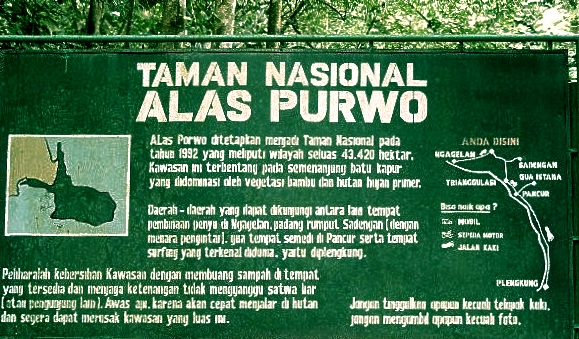 TAMAN NASIONAL
ALAS PURWO
ALas Porwo ditetapkan menjadi Taman Nasional pada
tahun 1992 yang meliputi wilayah seluas 43.420 hektar.
Kawasan ini terbentang pada semenanjung batu kapur
yang didominasi oleh vegetasi bambu dan hutan hujan primer.
Daerah - daerah yang dapat dikunjungi antara lain tempat
pembinaan penyu di Ngagelan, padang rumput Sadengan (dengan
menara pengintar), gua tempat semedi di Pancur serta tempat
surfing yang terkenal didunia, yaitu diplengkung.
Peliharalah kebersihan Kawasan dengan membuang sampah di tempat
yang tersedia dan menjaga ketenangan tidak mengganggu satwa liar
(atau pengunjung lain). Awas api, karena akan cepat menjalar di hutan
dan segera dapat merusak kawasan yang luas ini.
ANDA DISINI
NGAGELAN
SADENGAN
GUA ISTANA
TRIANGGULASI
PANCUR
Bisa naik apa ?
MOBIL
SEPEDA MOTOR
JALAN KAKI
PLENGKUNG
Jangan tinggalkan apapun kecuali telapak kaki,
jangan mengambil apapun kecuali foto.